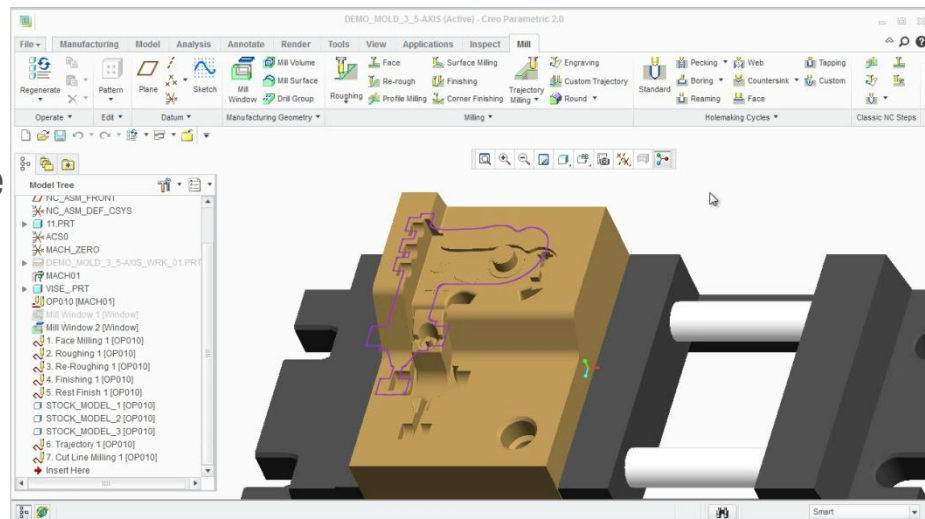 DEMO_MOLD_3_5-AXIS (Active) - Creo Parametric 2.0
File Manufacturing Model Analysis Annotate Render Tools View Applications Inspect Mill
Mill Volume Face Surface Milling Engraving Pecking Web Tapping
Mill Surface Re-rough Finishing Custom Trajectory Boring Countersink Custom
Regenerate Pattern Plane Sketch Mill Window Drill Group Roughing Profile Milling Corner Finishing Trajectory Milling Round Standard Reaming Face
Operate Edit Datum Manufacturing Geometry Milling Holemaking Cycles Classic NC Steps
e
Model Tree
NC_ASM_FRONT
NC_ASM_DEF_CSYS
11.PRT
ACS0
MACH_ZERO
DEMO_MOLD_3_5-AXIS_WRK_01.PRT
MACH01
VISE_.PRT
OP010 [MACH01]
Mill Window 1 [Window]
Mill Window 2 [Window]
1. Face Milling 1 [OP010]
2. Roughing 1 [OP010]
3. Re-Roughing 1 [OP010]
4. Finishing 1 [OP010]
5. Rest Finish 1 [OP010]
STOCK_MODEL_1 [OP010]
STOCK_MODEL_2 [OP010]
STOCK_MODEL_3 [OP010]
6. Trajectory 1 [OP010]
7. Cut Line Milling 1 [OP010]
Insert Here
Smart